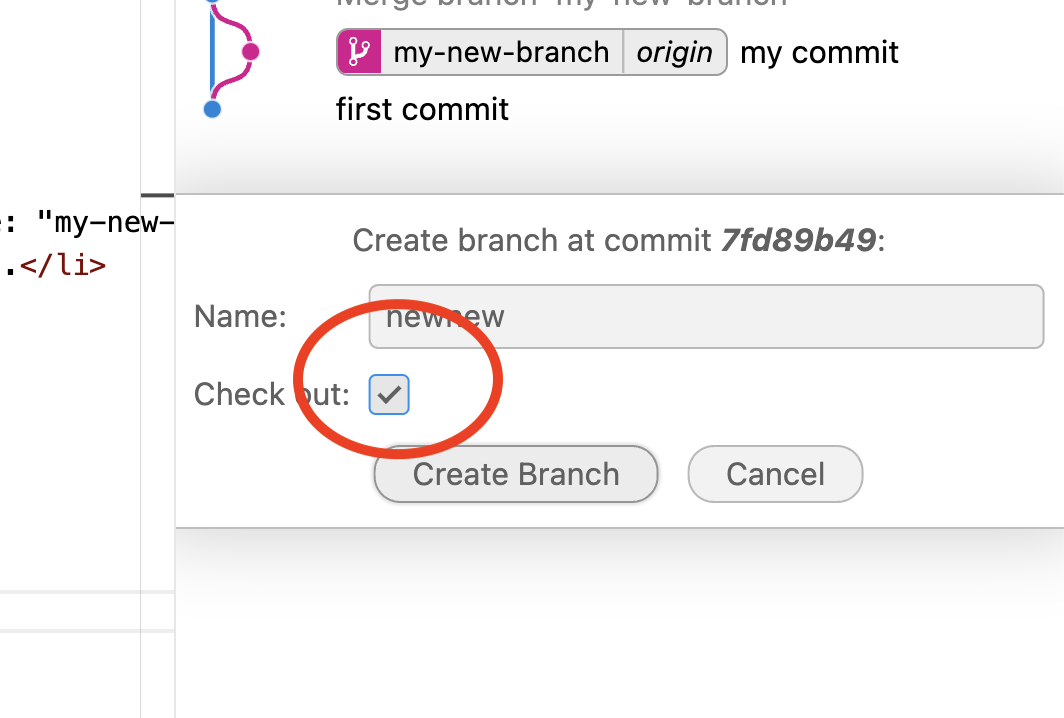 Merge branch 'my-new-branch'
my-new-branch origin my commit
first commit
: "my-new-
.</li>
Create branch at commit 7fd89b49:
Name: newnew
Check out:
Create Branch Cancel